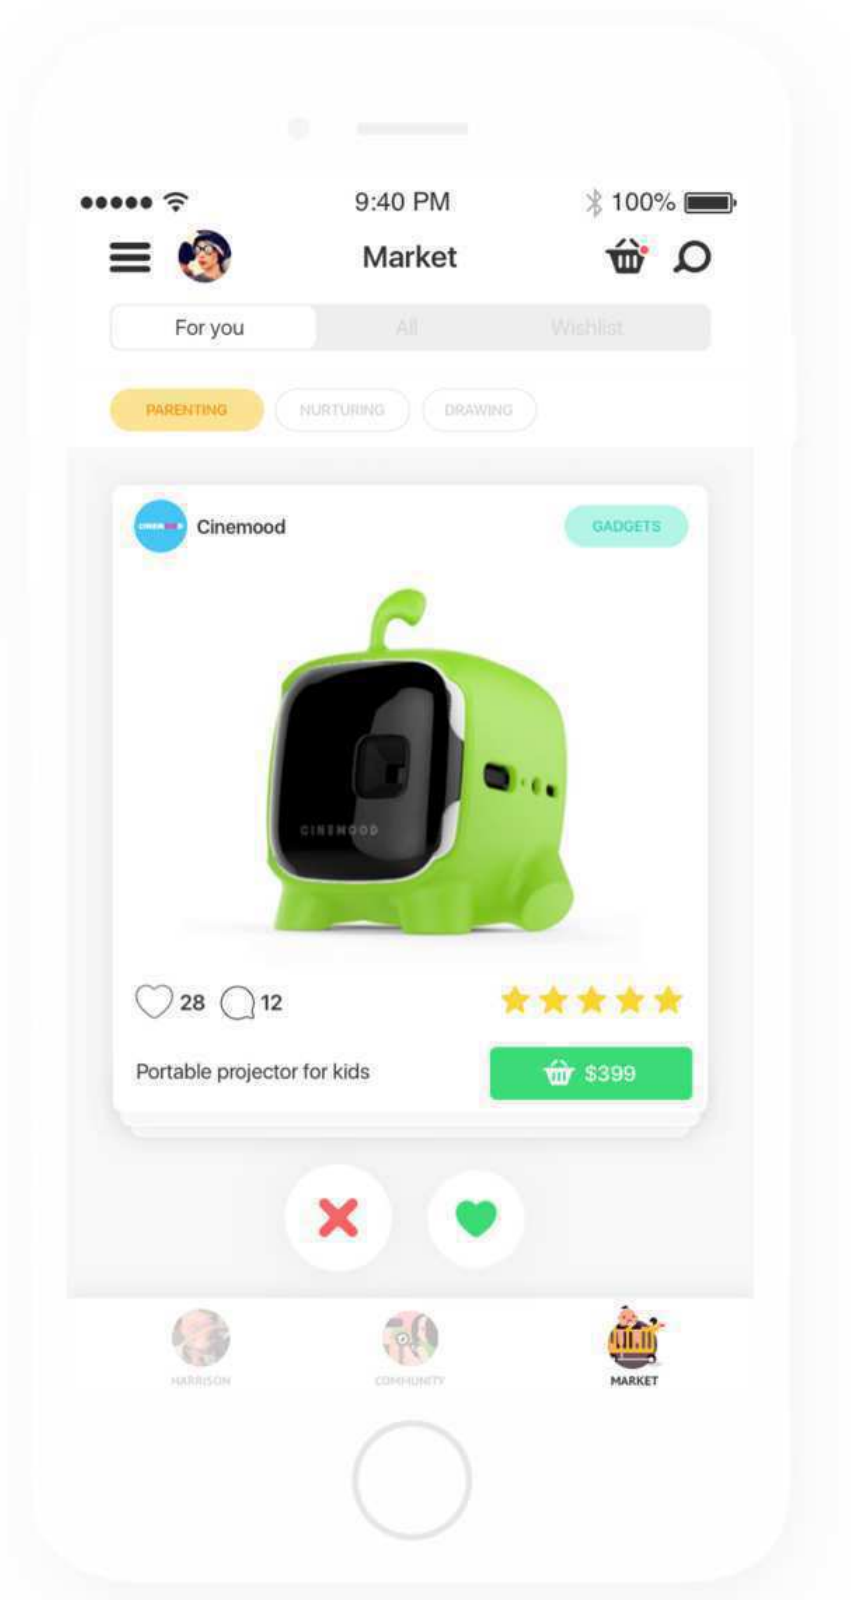 9:40 PM
100%
Market
For you
All
Wishlist
PARENTING
NURTURING
DRAWING
CINEMOOD
Cinemood
GADGETS
CINEMOOD
28
12
Portable projector for kids
$399
HARRISON
COMMUNITY
MARKET